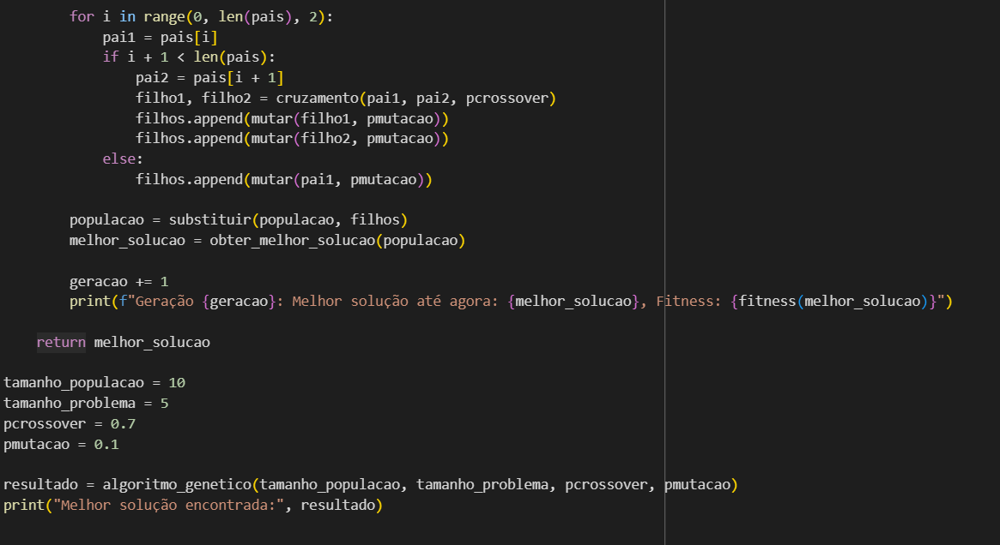 for i in range(0, len(pais), 2):
pai1 = pais[i]
if i + 1 < len(pais):
pai2 = pais[i + 1]
filho1, filho2 = cruzamento(pai1, pai2, pcrossover)
filhos.append(mutar(filho1, pmutacao))
filhos.append(mutar(filho2, pmutacao))
else:
filhos.append(mutar(pai1, pmutacao))
populacao = substituir(populacao, filhos)
melhor_solucao = obter_melhor_solucao(populacao)
geracao += 1
print(f"Geração {geracao}: Melhor solução até agora: {melhor_solucao}, Fitness: {fitness(melhor_solucao)}")
return melhor_solucao
tamanho_populacao = 10
tamanho_problema = 5
pcrossover = 0.7
pmutacao = 0.1
resultado = algoritmo_genetico(tamanho_populacao, tamanho_problema, pcrossover, pmutacao)
print("Melhor solução encontrada:", resultado)